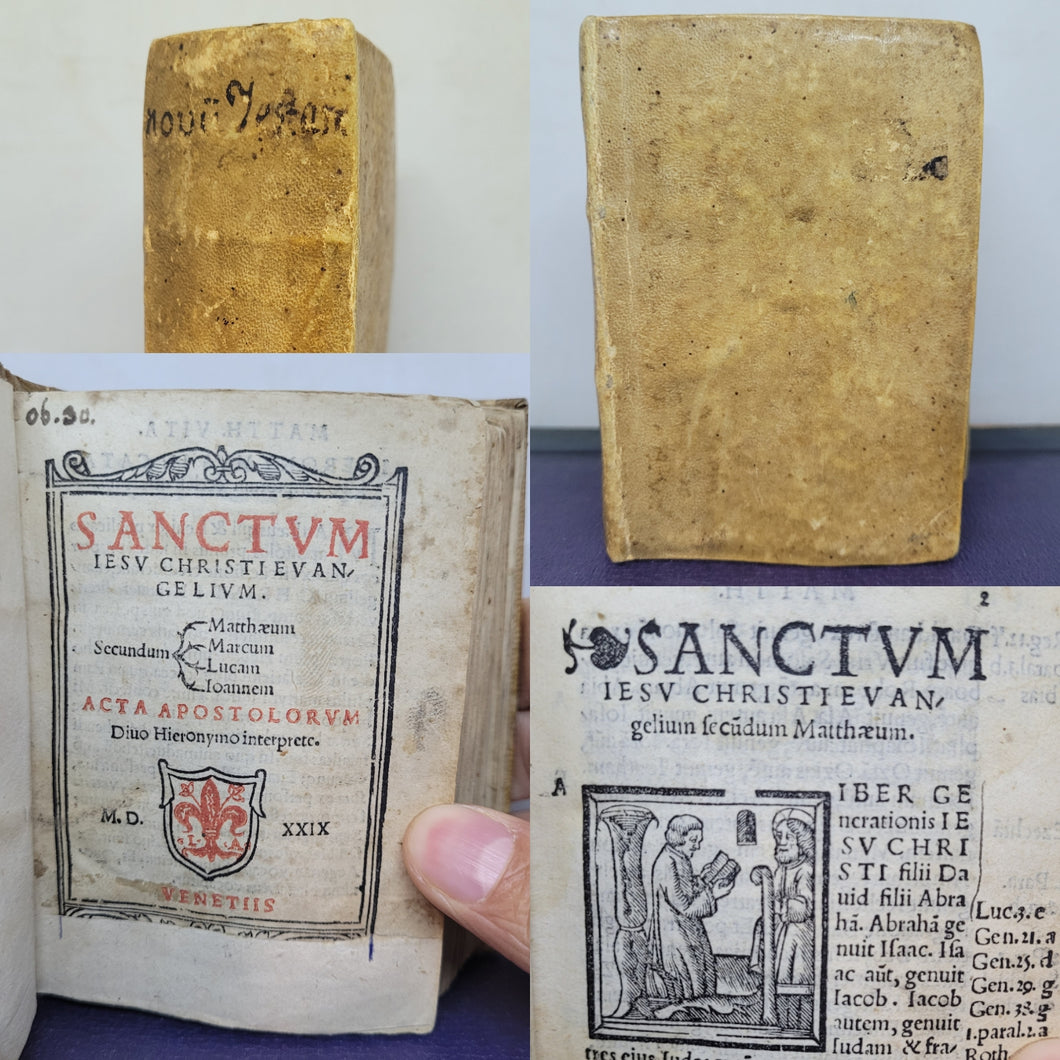 novū Testam
ob.30.
SANCTVM
IESV CHRISTI EVAN,
GELIVM.
Secundum
Matthæum
Marcum
Lucam
Ioannem
ACTA APOSTOLORVM
Diuo Hieronymo interprete.
M.D. XXIX
L A
VENETIIS
2
SANCTVM
IESV CHRISTI EVAN,
gelium secūdum Matthæum.
A
IBER GE
nerationis IE
SV CHRI
STI filii Da
uid filii Abra
hā. Abrahā ge
nuit Isaac. Isa
ac aūt, genuit
Iacob. Iacob
autem, genuit
Iudam & fra,
Luc.3.e
Gen.21.a
Gen.25.d
Gen.29.g
Gen.38.g
1.paral.2.a
Roth